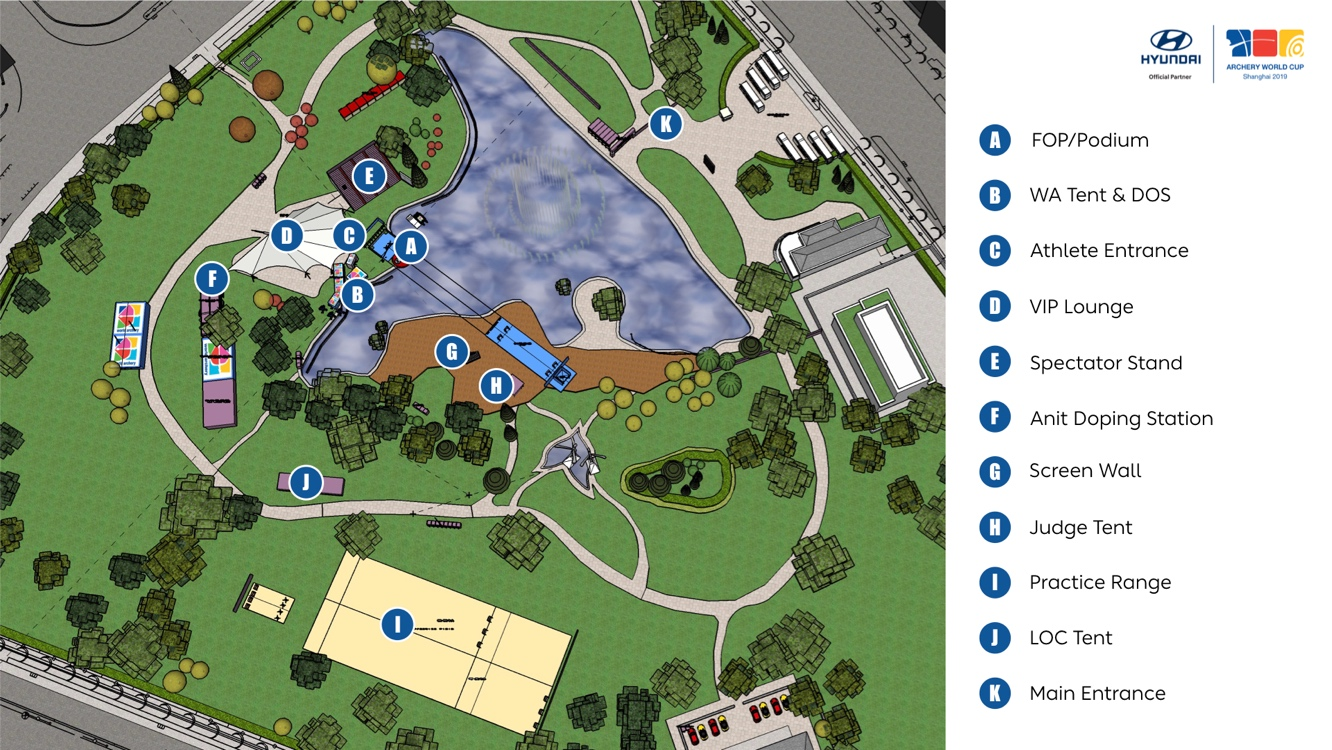 HYUNDAI
Official Partner
ARCHERY WORLD CUP
Shanghai 2019
A FOP/Podium
B WA Tent & DOS
C Athlete Entrance
D VIP Lounge
E Spectator Stand
F Anit Doping Station
G Screen Wall
H Judge Tent
I Practice Range
J LOC Tent
K Main Entrance
K
E
D
C
A
F
B
G
H
J
I